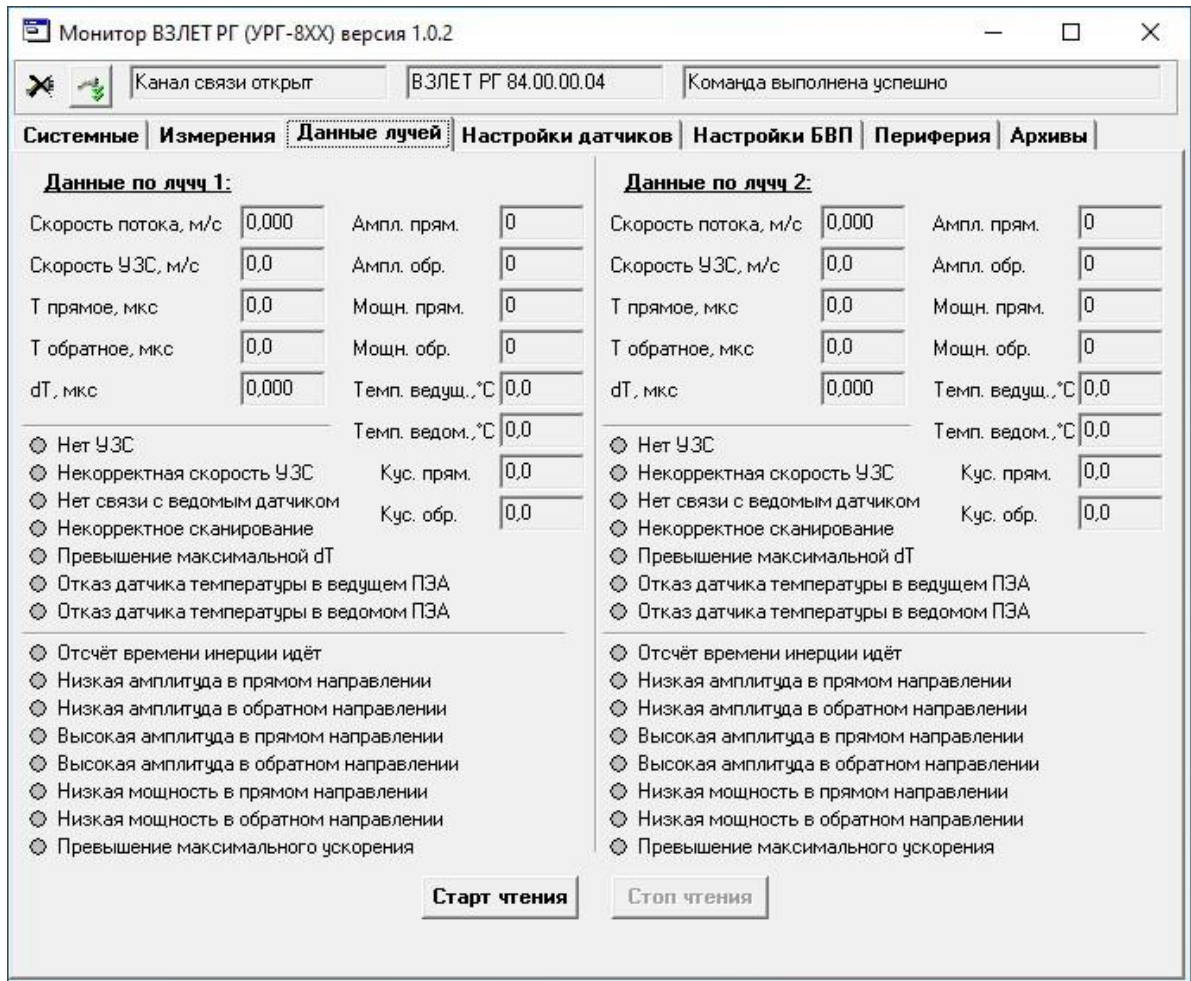 Монитор ВЗЛЕТ РГ (УРГ-8ХХ) версия 1.0.2
Канал связи открыт ВЗЛЕТ РГ 84.00.00.04 Команда выполнена успешно
Системные Измерения Данные лучей Настройки датчиков Настройки БВП Периферия Архивы
Данные по лучу 1:
Скорость потока, м/с 0,000 Ампл. прям. 0
Скорость УЗС, м/с 0,0 Ампл. обр. 0
Т прямое, мкс 0,0 Мощн. прям. 0
Т обратное, мкс 0,0 Мощн. обр. 0
dT, мкс 0,000 Темп. ведущ.,°С 0,0
Темп. ведом.,°С 0,0
Нет УЗС
Некорректная скорость УЗС Кус. прям. 0,0
Нет связи с ведомым датчиком
Кус. обр. 0,0
Некорректное сканирование
Превышение максимальной dT
Отказ датчика температуры в ведущем ПЭА
Отказ датчика температуры в ведомом ПЭА
Отсчёт времени инерции идёт
Низкая амплитуда в прямом направлении
Низкая амплитуда в обратном направлении
Высокая амплитуда в прямом направлении
Высокая амплитуда в обратном направлении
Низкая мощность в прямом направлении
Низкая мощность в обратном направлении
Превышение максимального ускорения
Данные по лучу 2:
Скорость потока, м/с 0,000 Ампл. прям. 0
Скорость УЗС, м/с 0,0 Ампл. обр. 0
Т прямое, мкс 0,0 Мощн. прям. 0
Т обратное, мкс 0,0 Мощн. обр. 0
dT, мкс 0,000 Темп. ведущ.,°С 0,0
Темп. ведом.,°С 0,0
Нет УЗС
Некорректная скорость УЗС Кус. прям. 0,0
Нет связи с ведомым датчиком
Кус. обр. 0,0
Некорректное сканирование
Превышение максимальной dT
Отказ датчика температуры в ведущем ПЭА
Отказ датчика температуры в ведомом ПЭА
Отсчёт времени инерции идёт
Низкая амплитуда в прямом направлении
Низкая амплитуда в обратном направлении
Высокая амплитуда в прямом направлении
Высокая амплитуда в обратном направлении
Низкая мощность в прямом направлении
Низкая мощность в обратном направлении
Превышение максимального ускорения
Старт чтения Стоп чтения